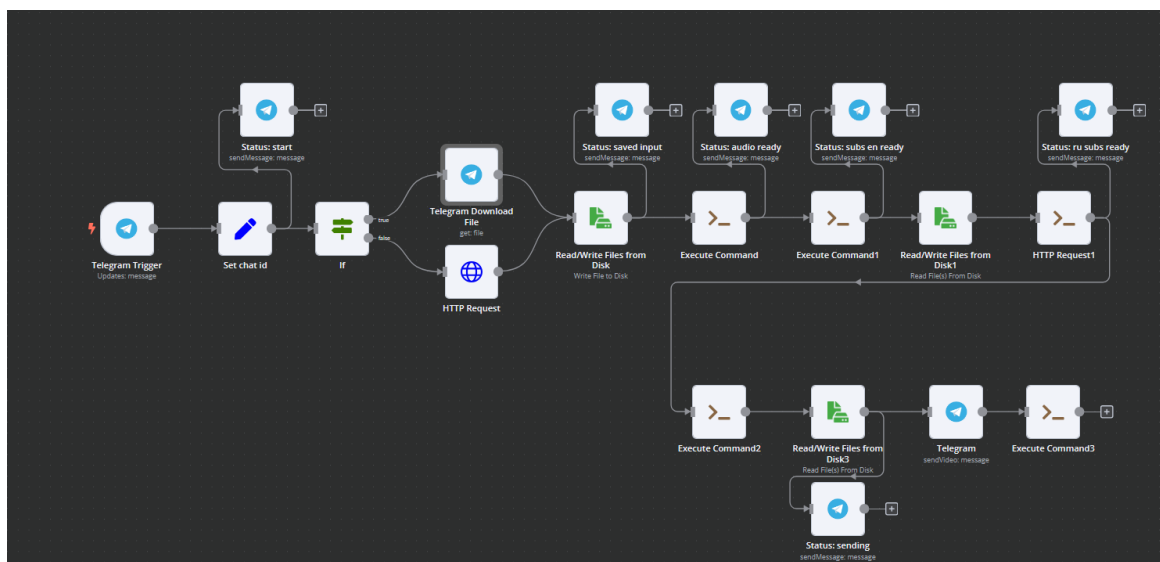 Status: start
sendMessage: message
Status: saved input
sendMessage: message
Status: audio ready
sendMessage: message
Status: subs en ready
sendMessage: message
Status: ru subs ready
sendMessage: message
Telegram Trigger
Updates: message
Set chat id
If
true
false
Telegram Download
File
get: file
HTTP Request
Read/Write Files from
Disk
Write File to Disk
Execute Command
Execute Command1
Read/Write Files from
Disk1
Read File(s) From Disk
HTTP Request1
Execute Command2
Read/Write Files from
Disk3
Read File(s) From Disk
Telegram
sendVideo: message
Execute Command3
Status: sending
sendMessage: message